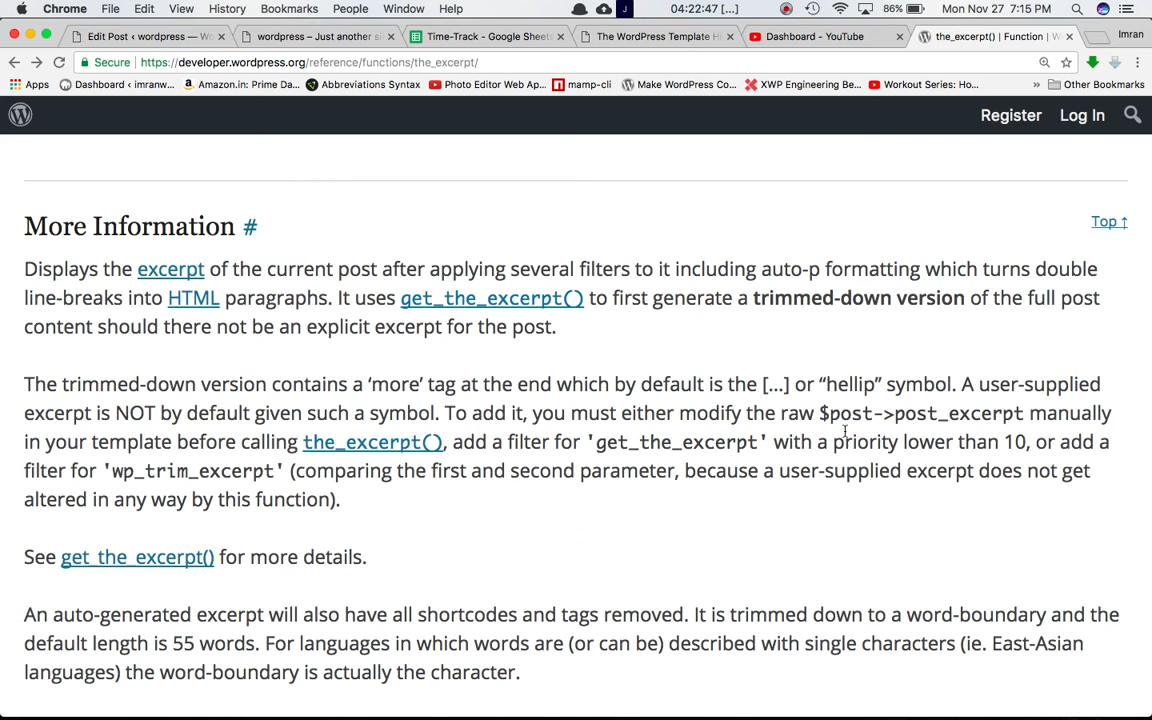 Chrome File Edit View History Bookmarks People Window Help J 04:22:47 [...] 86% Mon Nov 27 7:15 PM
Edit Post ‹ wordpress — Wo × wordpress – Just another si × Time-Track - Google Sheets × The WordPress Template H × Dashboard - YouTube × the_excerpt() | Function | W × Imran
Secure https://developer.wordpress.org/reference/functions/the_excerpt/
Apps Dashboard ‹ imranw... Amazon.in: Prime Da... Abbreviations Syntax Photo Editor Web Ap... mamp-cli Make WordPress Co... XWP Engineering Be... Workout Series: Ho... » Other Bookmarks
Register Log In
More Information # Top ↑
Displays the excerpt of the current post after applying several filters to it including auto-p formatting which turns double
line-breaks into HTML paragraphs. It uses get_the_excerpt() to first generate a trimmed-down version of the full post
content should there not be an explicit excerpt for the post.
The trimmed-down version contains a ‘more’ tag at the end which by default is the […] or “hellip” symbol. A user-supplied
excerpt is NOT by default given such a symbol. To add it, you must either modify the raw $post->post_excerpt manually
in your template before calling the_excerpt(), add a filter for 'get_the_excerpt' with a priority lower than 10, or add a
filter for 'wp_trim_excerpt' (comparing the first and second parameter, because a user-supplied excerpt does not get
altered in any way by this function).
See get_the_excerpt() for more details.
An auto-generated excerpt will also have all shortcodes and tags removed. It is trimmed down to a word-boundary and the
default length is 55 words. For languages in which words are (or can be) described with single characters (ie. East-Asian
languages) the word-boundary is actually the character.